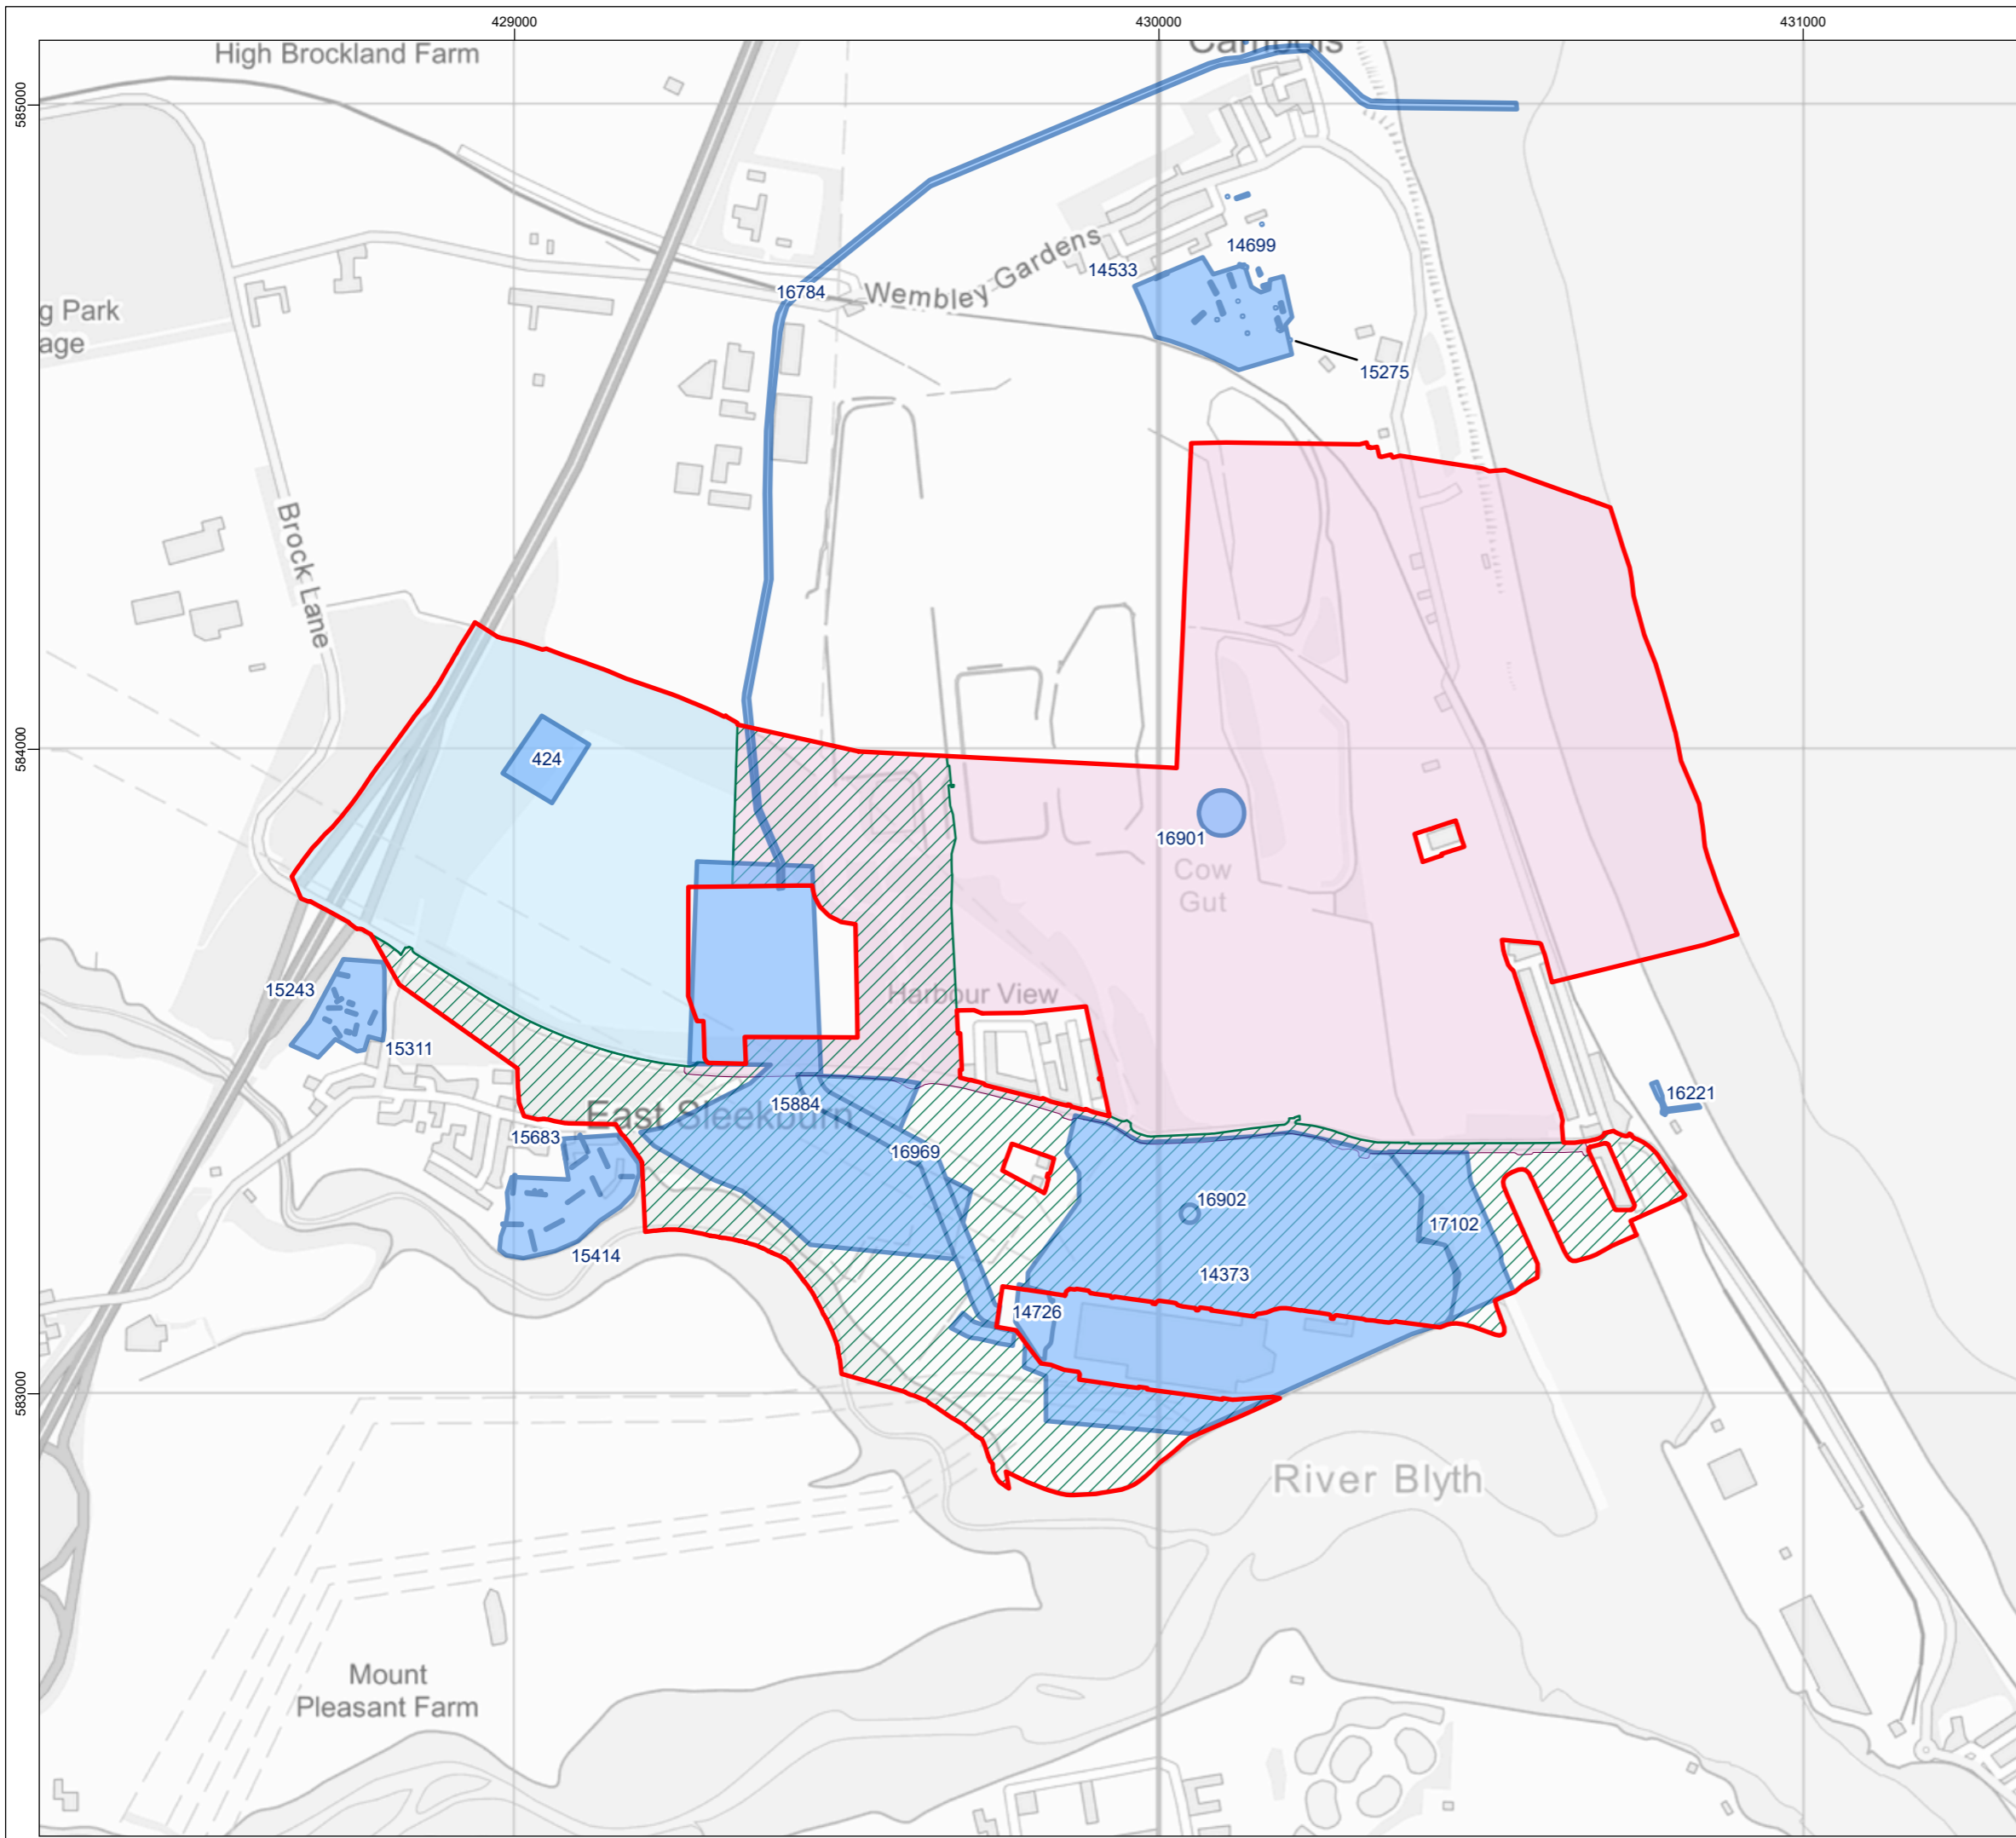 429000
430000
431000
High Brockland Farm
Cambois
585000
14699
Wembley Gardens
14533
16784
g Park
age
15275
Brock Lane
584000
424
16901
Cow
Gut
15243
Harbour View
15311
16221
15884
East Sleekburn
15683
16969
16902
17102
15414
14373
14726
583000
River Blyth
Mount
Pleasant Farm